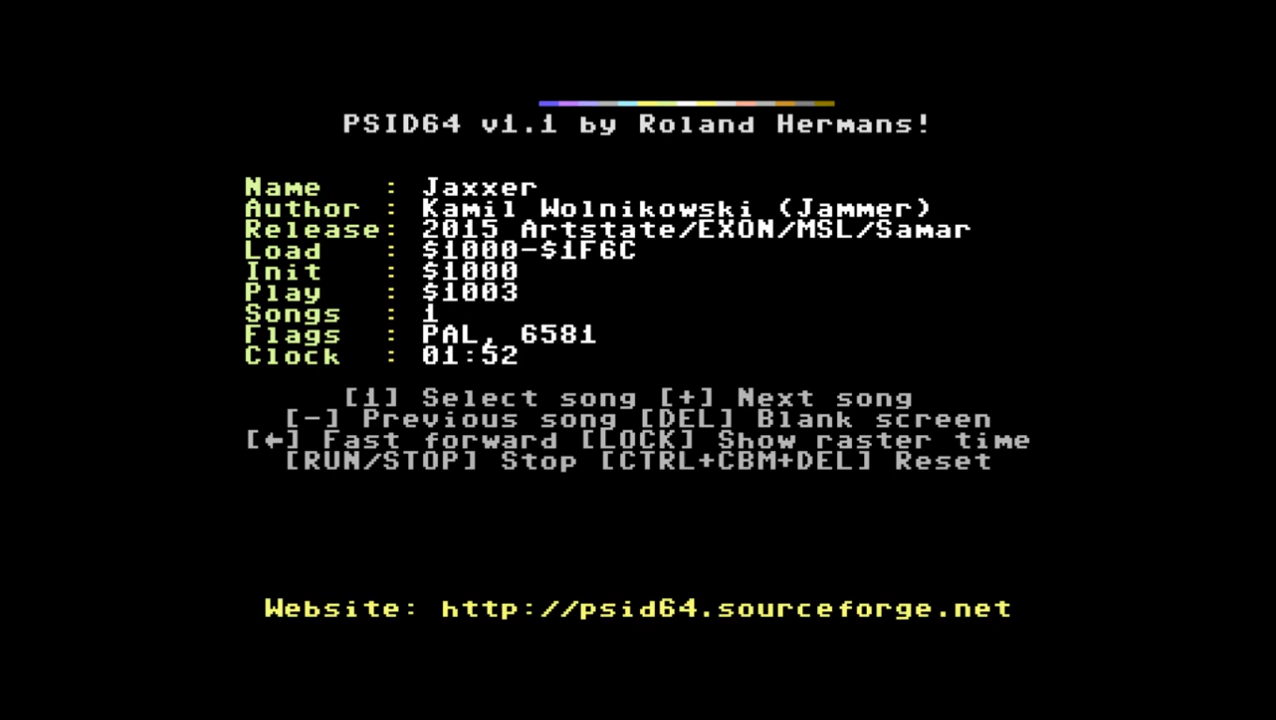 PSID64 v1.1 by Roland Hermans!
Name : Jaxxer
Author : Kamil Wolnikowski (Jammer)
Release: 2015 Artstate/EXON/MSL/Samar
Load : $1000-$1F6C
Init : $1000
Play : $1003
Songs : 1
Flags : PAL, 6581
Clock : 01:52
[1] Select song [+] Next song
[-] Previous song [DEL] Blank screen
[←] Fast forward [LOCK] Show raster time
[RUN/STOP] Stop [CTRL+CBM+DEL] Reset
Website: http://psid64.sourceforge.net